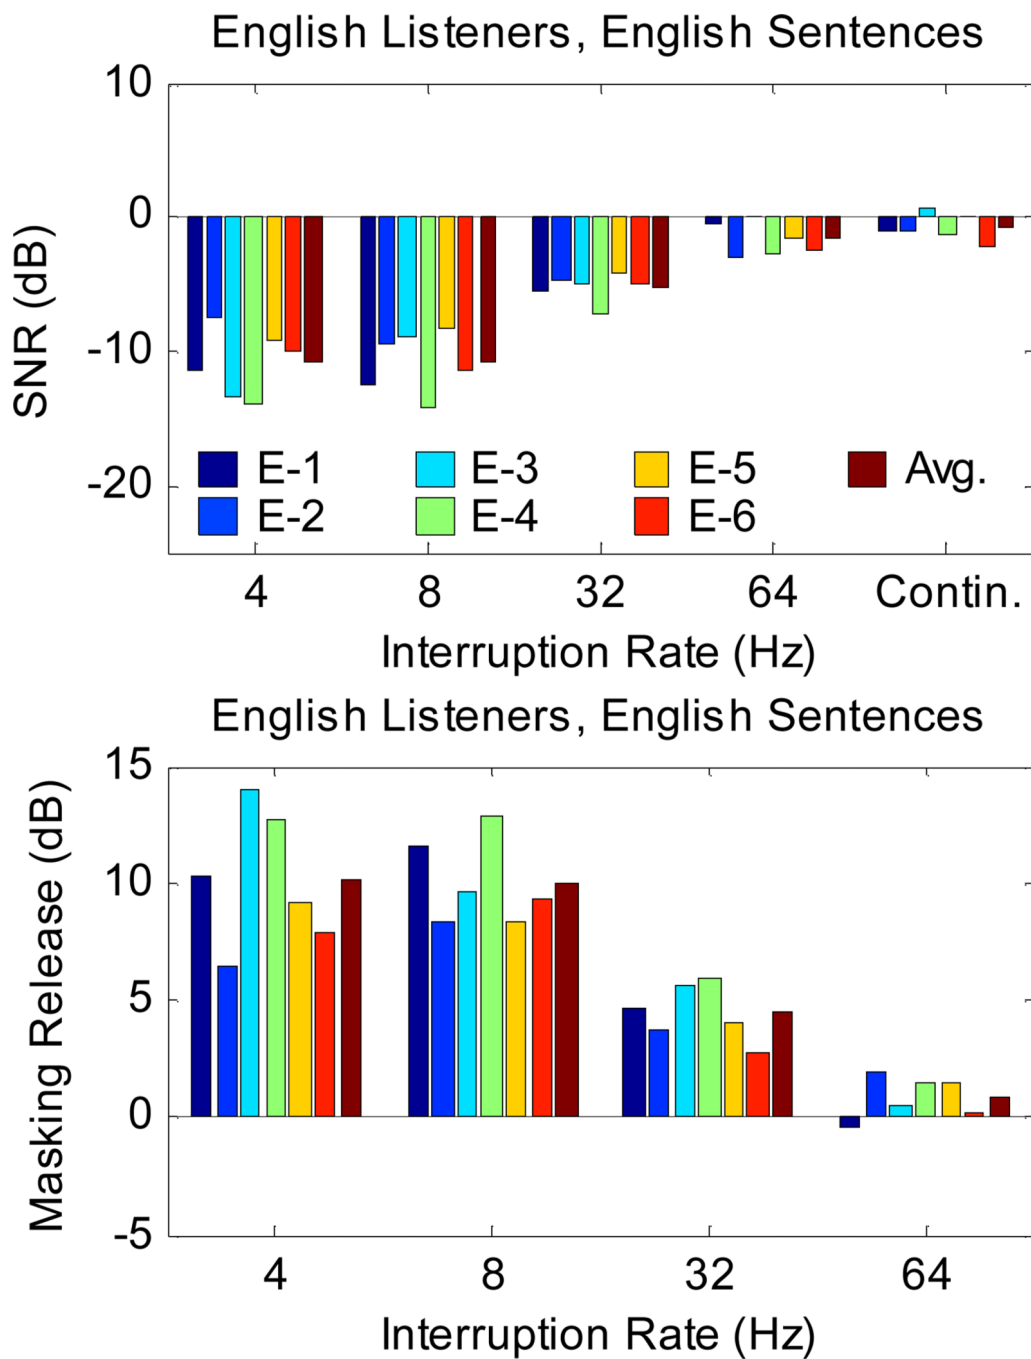 English Listeners, English Sentences
10
0
-10
-20
SNR (dB)
E-1 E-3 E-5 Avg.
E-2 E-4 E-6
4 8 32 64 Contin.
Interruption Rate (Hz)
English Listeners, English Sentences
15
10
5
0
-5
Masking Release (dB)
4 8 32 64
Interruption Rate (Hz)